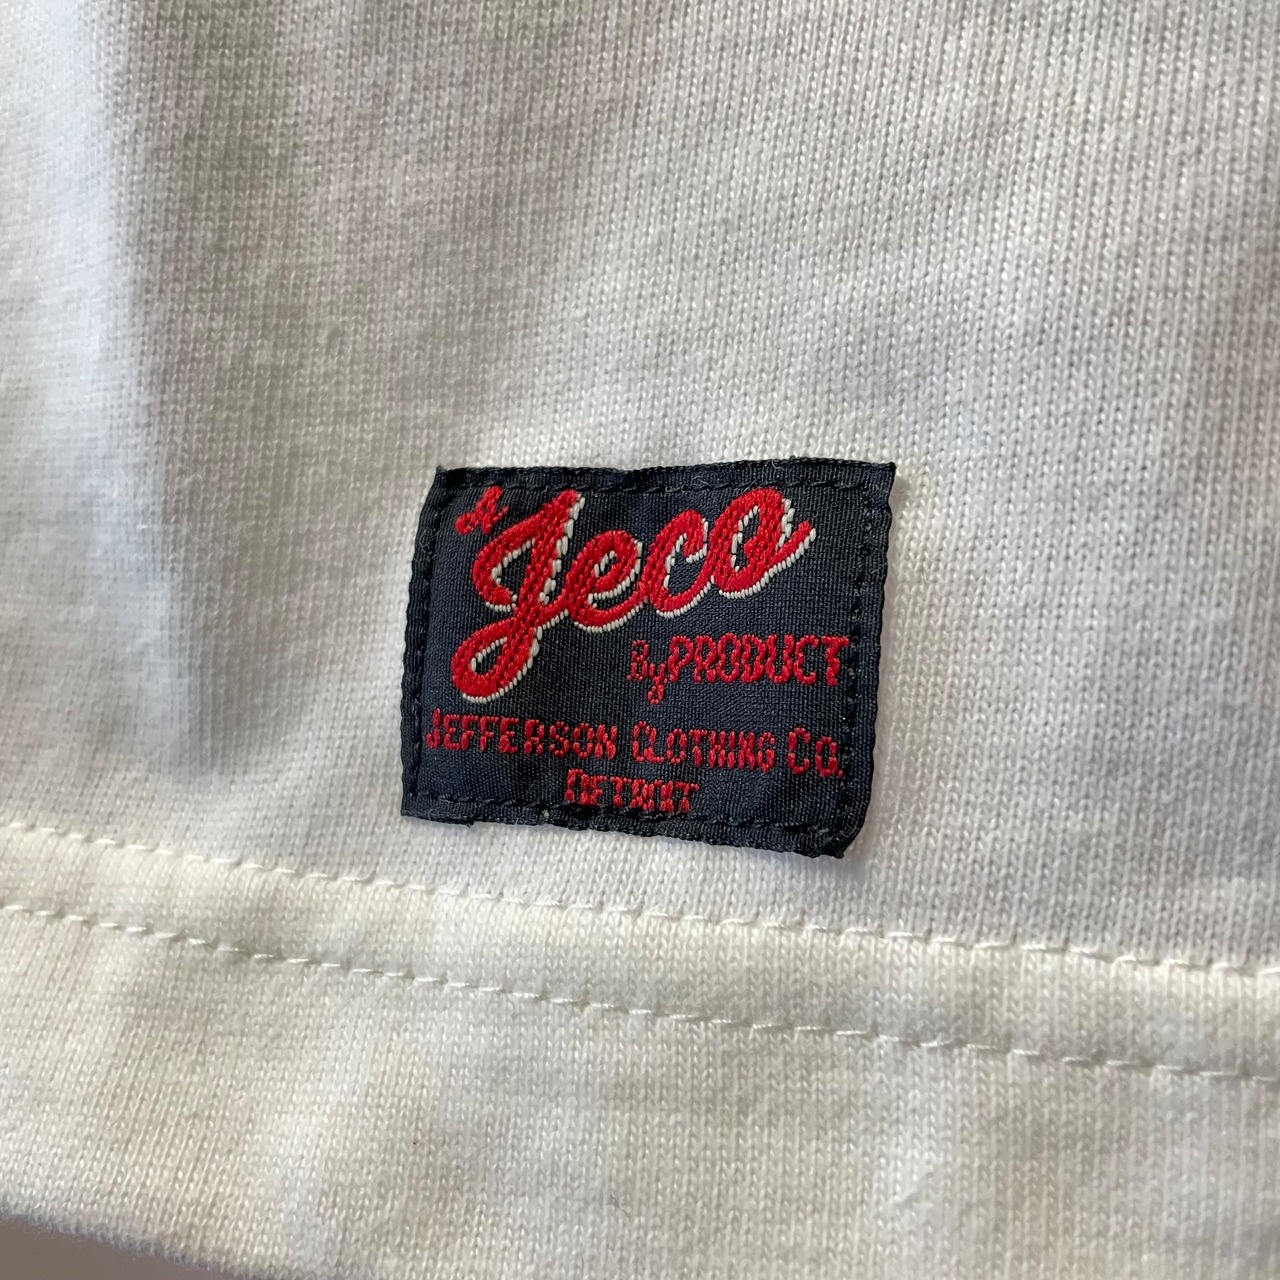 A Jeco
By PRODUCT
JEFFERSON CLOTHING CO.
DETROIT